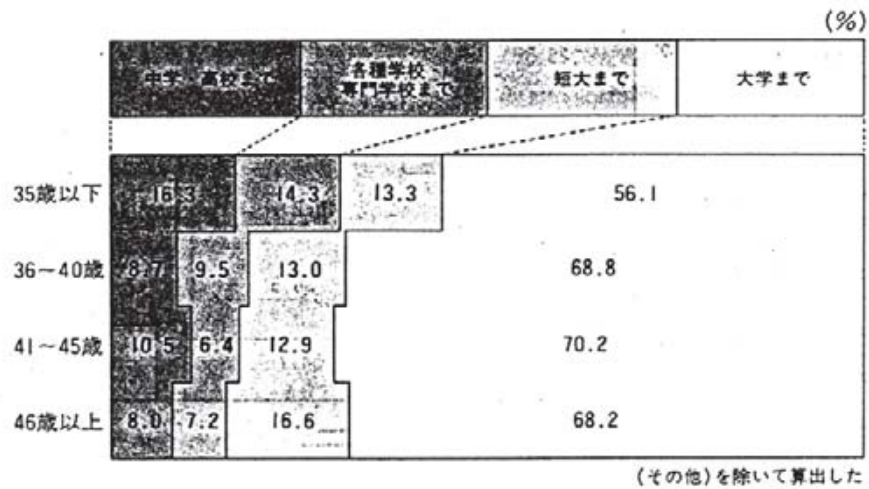 (%)
中学・高校まで
各種学校
専門学校まで
短大まで
大学まで
35歳以下 16.3 14.3 13.3 56.1
36〜40歳 8.7 9.5 13.0 68.8
41〜45歳 10.5 6.4 12.9 70.2
46歳以上 8.0 7.2 16.6 68.2
(その他)を除いて算出した